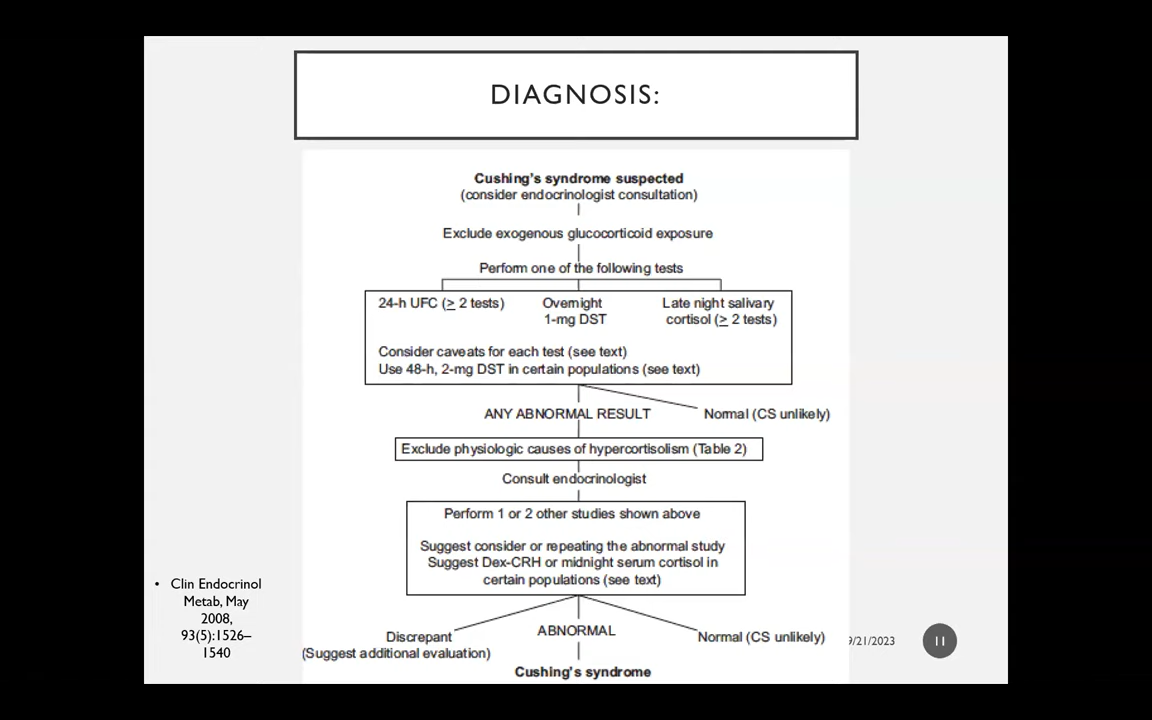 DIAGNOSIS:
Cushing's syndrome suspected
(consider endocrinologist consultation)
Exclude exogenous glucocorticoid exposure
Perform one of the following tests
24-h UFC (≥ 2 tests)
Overnight
1-mg DST
Late night salivary
cortisol (≥ 2 tests)
Consider caveats for each test (see text)
Use 48-h, 2-mg DST in certain populations (see text)
ANY ABNORMAL RESULT
Normal (CS unlikely)
Exclude physiologic causes of hypercortisolism (Table 2)
Consult endocrinologist
Perform 1 or 2 other studies shown above
Suggest consider or repeating the abnormal study
Suggest Dex-CRH or midnight serum cortisol in
certain populations (see text)
Discrepant
(Suggest additional evaluation)
ABNORMAL
Normal (CS unlikely)
Cushing's syndrome
• Clin Endocrinol
Metab, May
2008,
93(5):1526–
1540
9/21/2023
11